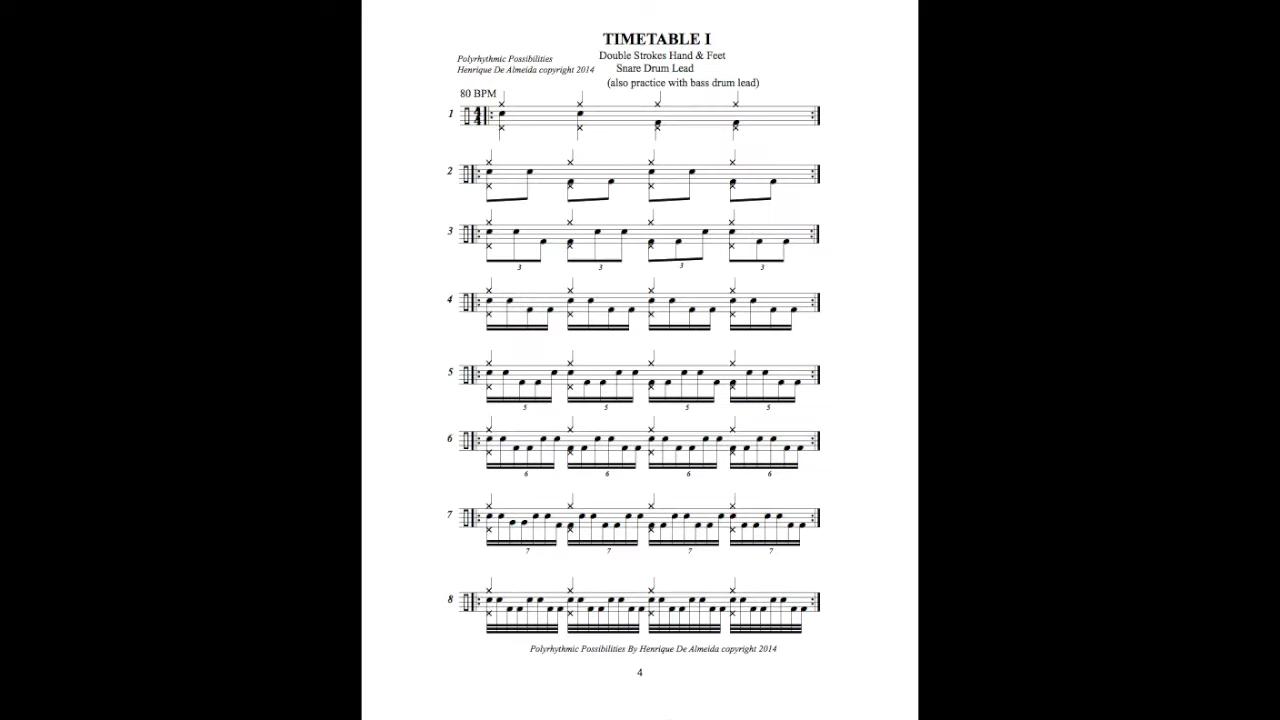 TIMETABLE I
Double Strokes Hand & Feet
Polyrhythmic Possibilities
Snare Drum Lead
Henrique De Almeida copyright 2014
(also practice with bass drum lead)
80 BPM
1
4
4
2
3
3 3 3 3
4
5
5 5 5 5
6
6 6 6 6
7
7 7 7 7
8
Polyrhythmic Possibilities By Henrique De Almeida copyright 2014
4